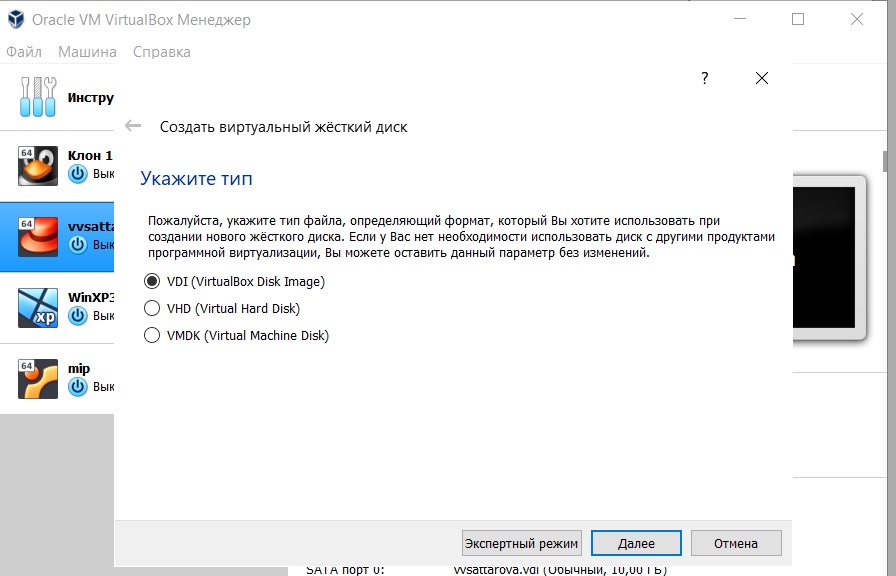 Oracle VM VirtualBox Менеджер
Файл Машина Справка
?
Инстру
Создать виртуальный жёсткий диск
64
Клон 1
Вык
Укажите тип
64
vvsatta
Вык
Пожалуйста, укажите тип файла, определяющий формат, который Вы хотите использовать при
создании нового жёсткого диска. Если у Вас нет необходимости использовать диск с другими продуктами
программной виртуализации, Вы можете оставить данный параметр без изменений.
VDI (VirtualBox Disk Image)
VHD (Virtual Hard Disk)
VMDK (Virtual Machine Disk)
WinXP3
xp
Вык
64
mip
Вык
Экспертный режим Далее Отмена
SATA порт 0: vvsattarova.vdi (Обычный, 10,00 ГБ)